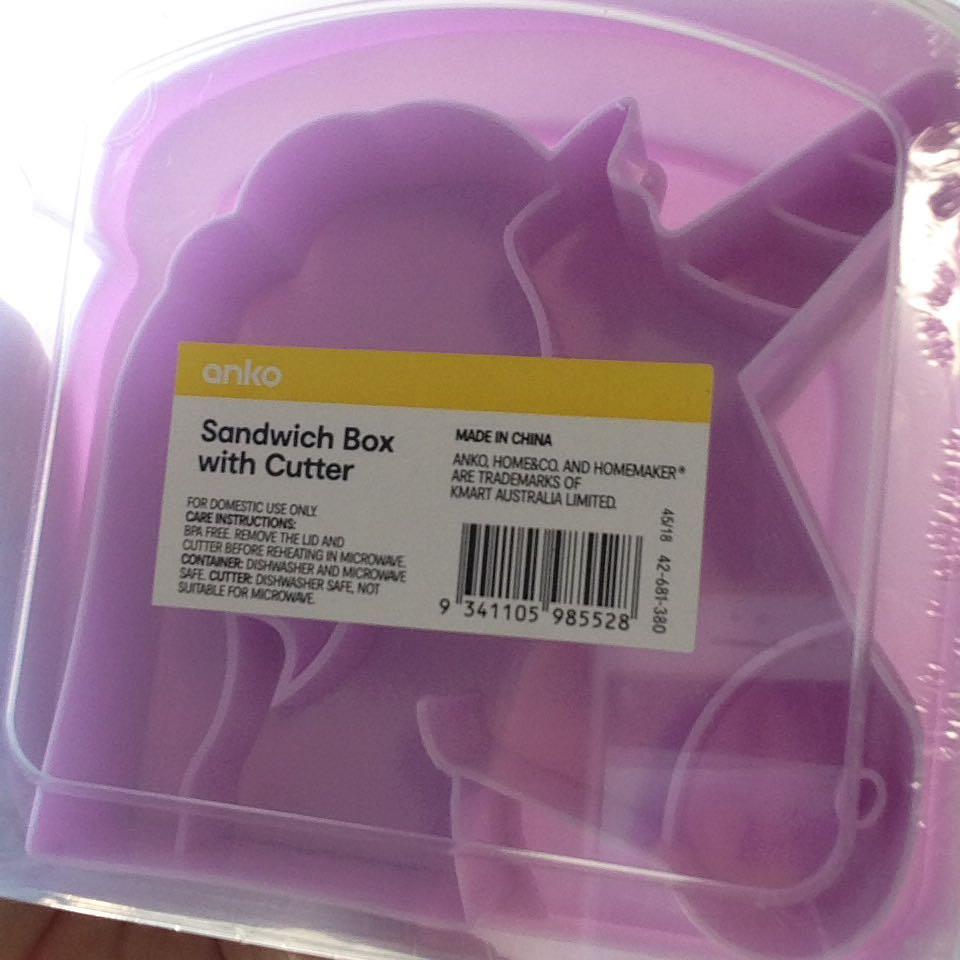 anko
Sandwich Box
with Cutter
FOR DOMESTIC USE ONLY.
CARE INSTRUCTIONS:
BPA FREE. REMOVE THE LID AND
CUTTER BEFORE REHEATING IN MICROWAVE.
CONTAINER: DISHWASHER AND MICROWAVE
SAFE. CUTTER: DISHWASHER SAFE, NOT
SUITABLE FOR MICROWAVE.
MADE IN CHINA
ANKO, HOME&CO. AND HOMEMAKER®
ARE TRADEMARKS OF
KMART AUSTRALIA LIMITED.
9 341105 985528
45/18 42-681-380